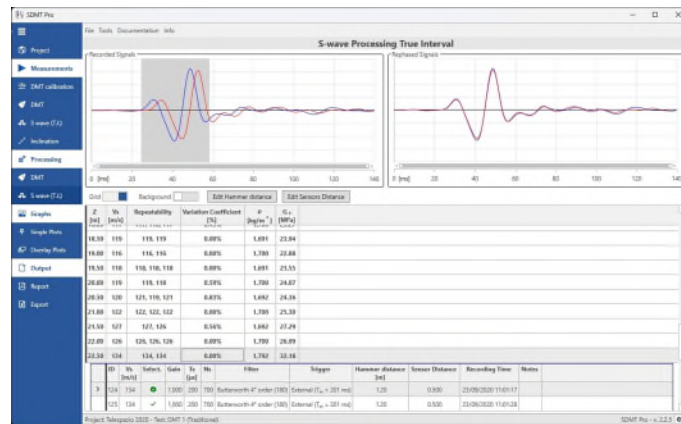 SDMT Pro
File Tools Documentation Info
S-wave Processing True Interval
Project
Measurements
DMT calibration
DMT
S-wave (T.I.)
Inclination
Processing
DMT
S-wave (T.I.)
Graphs
Single Plots
Overlay Plots
Output
Report
Export
Recorded Signals
Rephased Signals
0 [ms] 20 40 60 80 100 120 140
0 [ms] 20 40 60 80 100 120 140
Grid Background Edit Hammer distance Edit Sensors Distance
Z [m] Vs [m/s] Repeatability Variation Coefficient [%] ρ [kg/m³] G₀ [MPa]
18.50 119 119, 119 0.00% 1,691 23.94
19.00 116 116, 116 0.00% 1,700 22.88
19.50 118 118, 118, 118 0.00% 1,691 23.55
20.00 119 119, 118 0.59% 1,700 24.07
20.50 120 121, 119, 121 0.83% 1,692 24.36
21.00 122 122, 122, 122 0.00% 1,700 25.30
21.50 127 127, 126 0.56% 1,692 27.29
22.00 126 126, 126, 126 0.00% 1,700 26.99
22.50 134 134, 134 0.00% 1,792 32.18
ID Vs [m/s] Select. Gain Ts [µs] Ns Filter Trigger Hammer distance [m] Sensor Distance Recording Time Notes
124 134 1,000 200 700 Butterworth 4° order (180) External (T = 201 ms) 1.20 0.500 23/09/2020 11:01:17
125 134 1,000 200 700 Butterworth 4° order (180) External (T = 201 ms) 1.20 0.500 23/09/2020 11:01:28
Project: Telespazio 2020 - Test: DMT 1 (Traditional)
SDMT Pro - v. 2.2.5